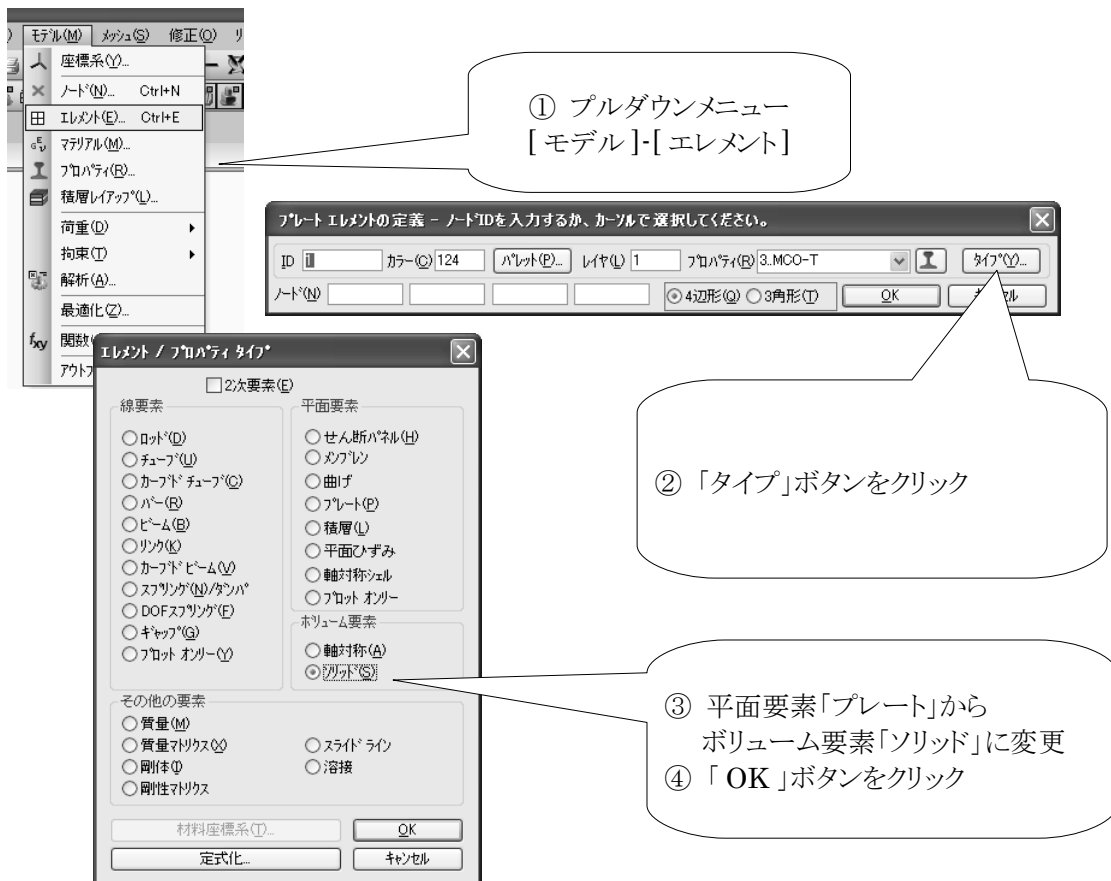 モデル(M) メッシュ(S) 修正(O) リ
座標系(Y)...
ノード(N)... Ctrl+N
エレメント(E)... Ctrl+E
マテリアル(M)...
プロパティ(R)...
積層レイアップ(L)...
荷重(D)
拘束(T)
解析(A)...
最適化(Z)...
関数
アウトプ
① プルダウンメニュー
[ モデル ]-[ エレメント]
プレート エレメントの定義 - ノードIDを入力するか、カーソルで選択してください。
ID 1 カラー(C) 124 パレット(P)... レイヤ(L) 1 プロパティ(R) 3..MCO-T タイプ(Y)...
ノード(N) 4辺形(Q) 3角形(T) OK キャンセル
② 「タイプ」ボタンをクリック
エレメント / プロパティ タイプ
2次要素(E)
線要素
ロッド(D)
チューブ(U)
カーブド チューブ(C)
バー(R)
ビーム(B)
リンク(K)
カーブド ビーム(V)
スプリング(N)/ダンパ
DOFスプリング(F)
ギャップ(G)
プロット オンリー(Y)
平面要素
せん断パネル(H)
メンブレン
曲げ
プレート(P)
積層(L)
平面ひずみ
軸対称シェル
プロット オンリー
ボリューム要素
軸対称(A)
ソリッド(S)
その他の要素
質量(M)
質量マトリクス(X)
剛体(I)
剛性マトリクス
スライド ライン
溶接
材料座標系(T)...
OK
定式化...
キャンセル
③ 平面要素「プレート」から
ボリューム要素「ソリッド」に変更
④ 「 OK 」ボタンをクリック